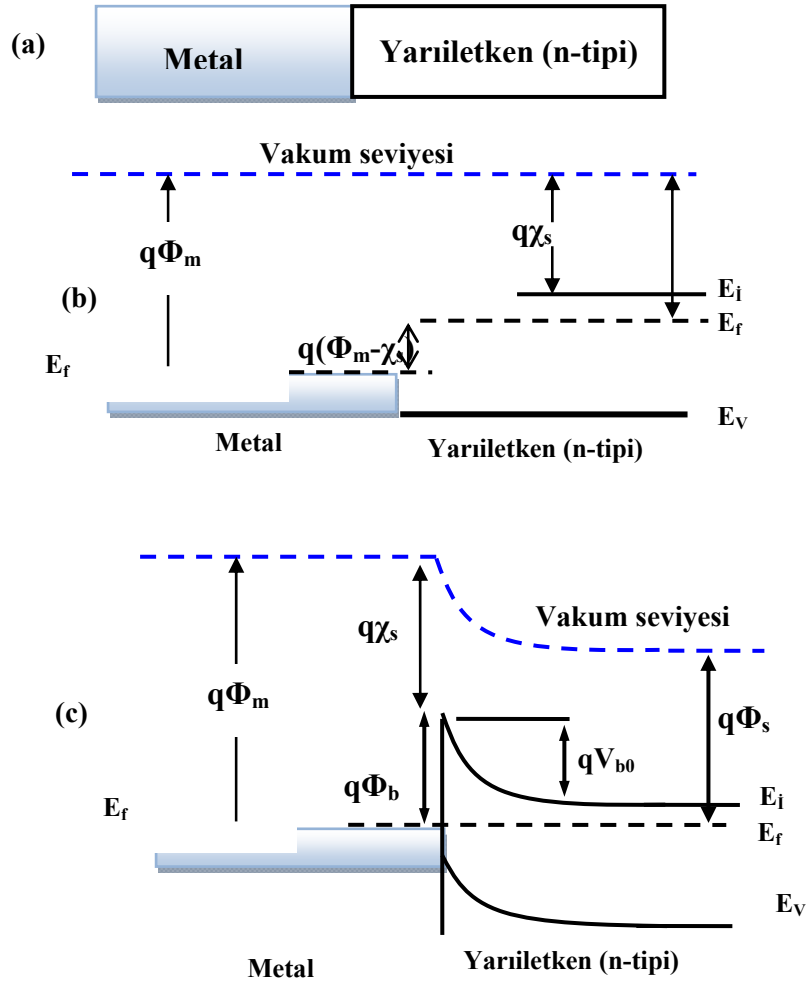 (a)
Metal
Yarıiletken (n-tipi)
Vakum seviyesi
qΦm
qχs
(b)
Eİ
Ef
q(Φm-χs)
Ef
EV
Metal
Yarıiletken (n-tipi)
qχs
Vakum seviyesi
(c)
qΦm
qΦs
qVb0
qΦb
Ef
Eİ
Ef
EV
Metal
Yarıiletken (n-tipi)